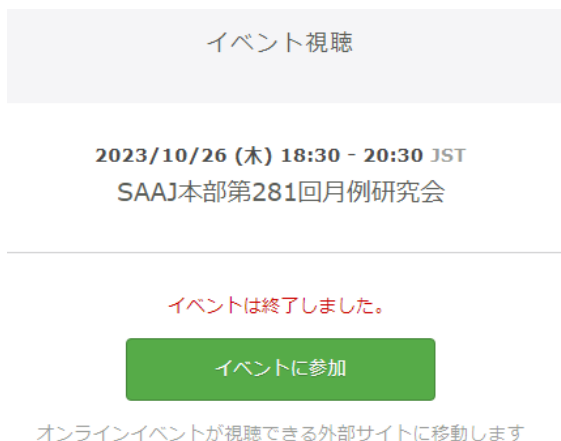 イベント視聴
2023/10/26 (木) 18:30 - 20:30 JST
SAAJ本部第281回月例研究会
イベントは終了しました。
イベントに参加
オンラインイベントが視聴できる外部サイトに移動します